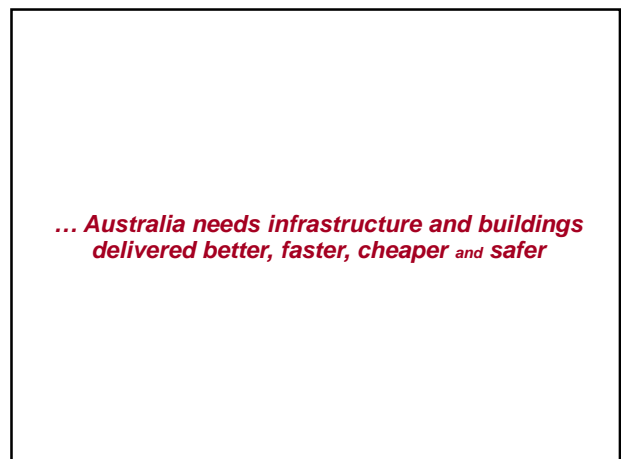 … Australia needs infrastructure and buildings
delivered better, faster, cheaper and safer